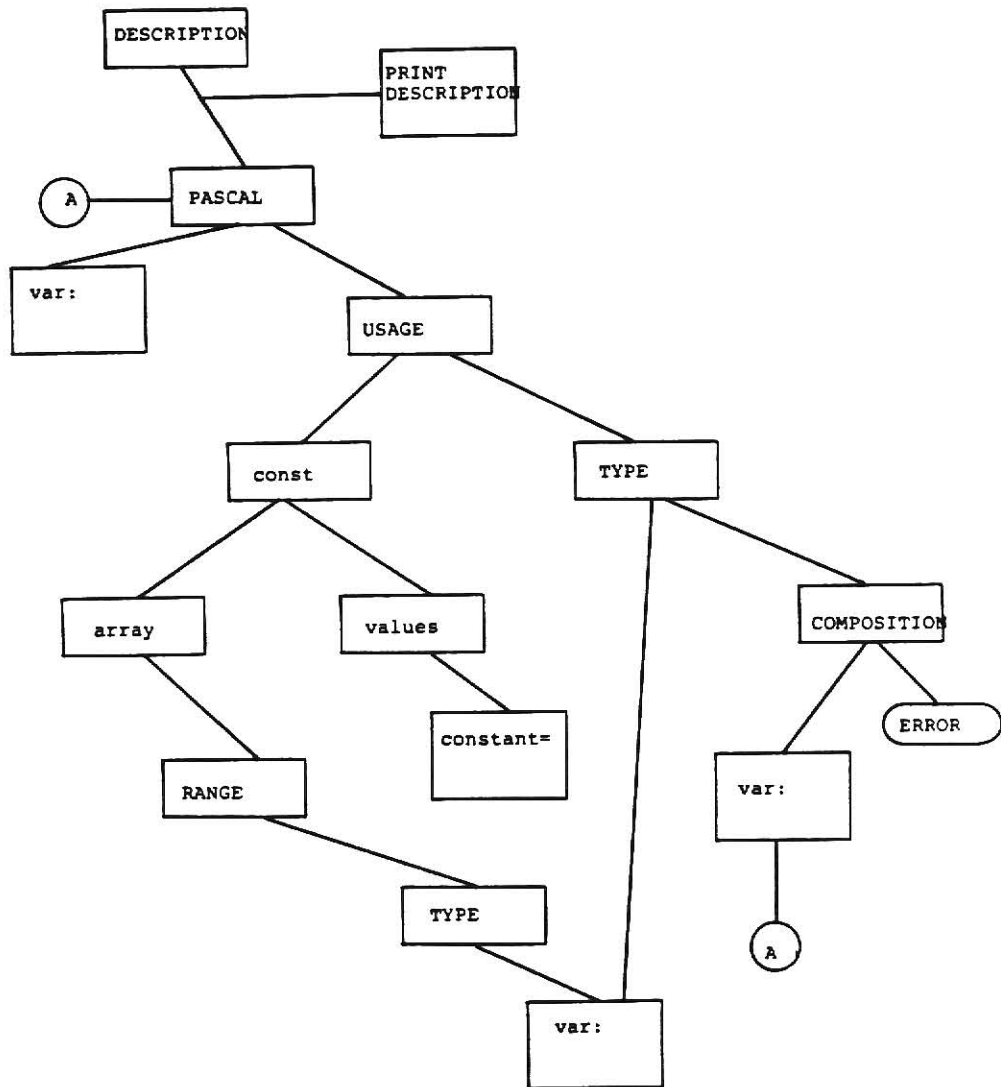 DESCRIPTION
PRINT
DESCRIPTION
A
PASCAL
var:
USAGE
const
TYPE
array
values
COMPOSITION
constant=
ERROR
RANGE
var:
TYPE
A
var: